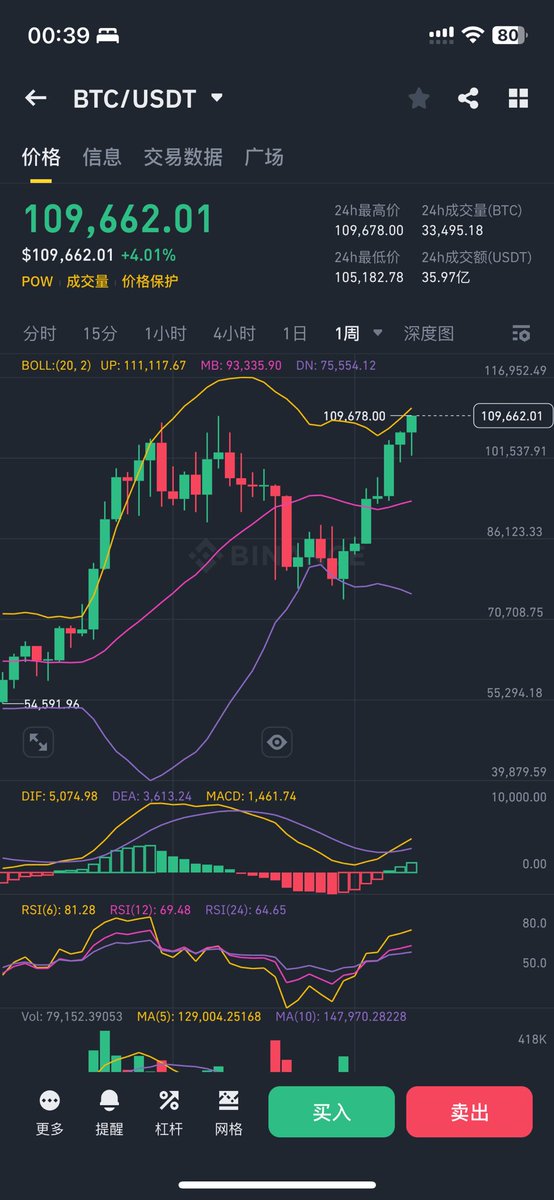 00:39
80
BTC/USDT
价格 信息 交易数据 广场
109,662.01
$109,662.01 +4.01%
POW 成交量 价格保护
24h最高价 24h成交量(BTC)
109,678.00 33,495.18
24h最低价 24h成交额(USDT)
105,182.78 35.97亿
分时 15分 1小时 4小时 1日 1周 深度图
BOLL:(20, 2) UP: 111,117.67 MB: 93,335.90 DN: 75,554.12
116,952.49
109,678.00
109,662.01
101,537.91
86,123.33
BINANCE
70,708.75
55,294.18
54,591.96
39,879.59
DIF: 5,074.98 DEA: 3,613.24 MACD: 1,461.74
10,000.00
0.00
RSI(6): 81.28 RSI(12): 69.48 RSI(24): 64.65
80.0
50.0
Vol: 79,152.39053 MA(5): 129,004.25168 MA(10): 147,970.28228
418K
更多 提醒 杠杆 网格
买入 卖出